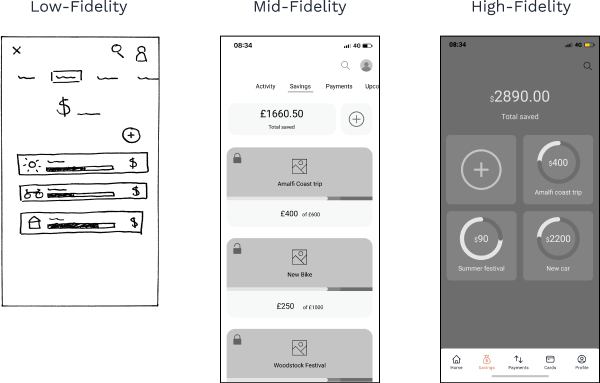 Low-Fidelity
Mid-Fidelity
High-Fidelity
$
$
$
$
08:34
4G
Activity Savings Payments Upco
£1660.50
Total saved
Amalfi Coast trip
£400 of £600
New Bike
£250 of £1000
Woodstock Festival
08:34
4G
$2890.00
Total saved
$400
Amalfi Coast trip
$90
Summer festival
$2200
New car
Home Savings Payments Cards Profile